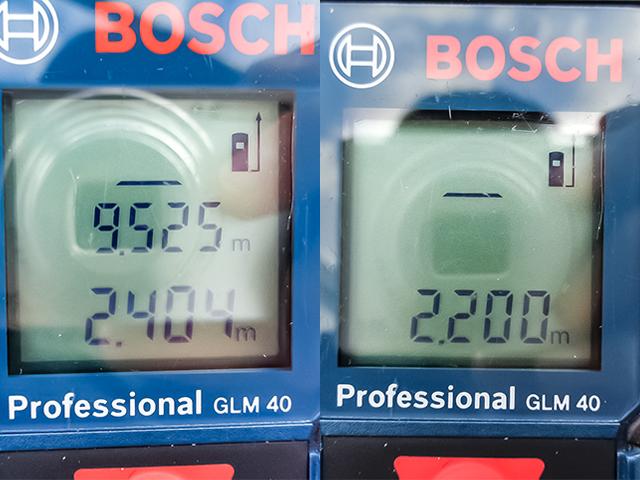 BOSCH
9.525 m
2.404 m
Professional GLM 40
BOSCH
2.200 m
Professional GLM 40